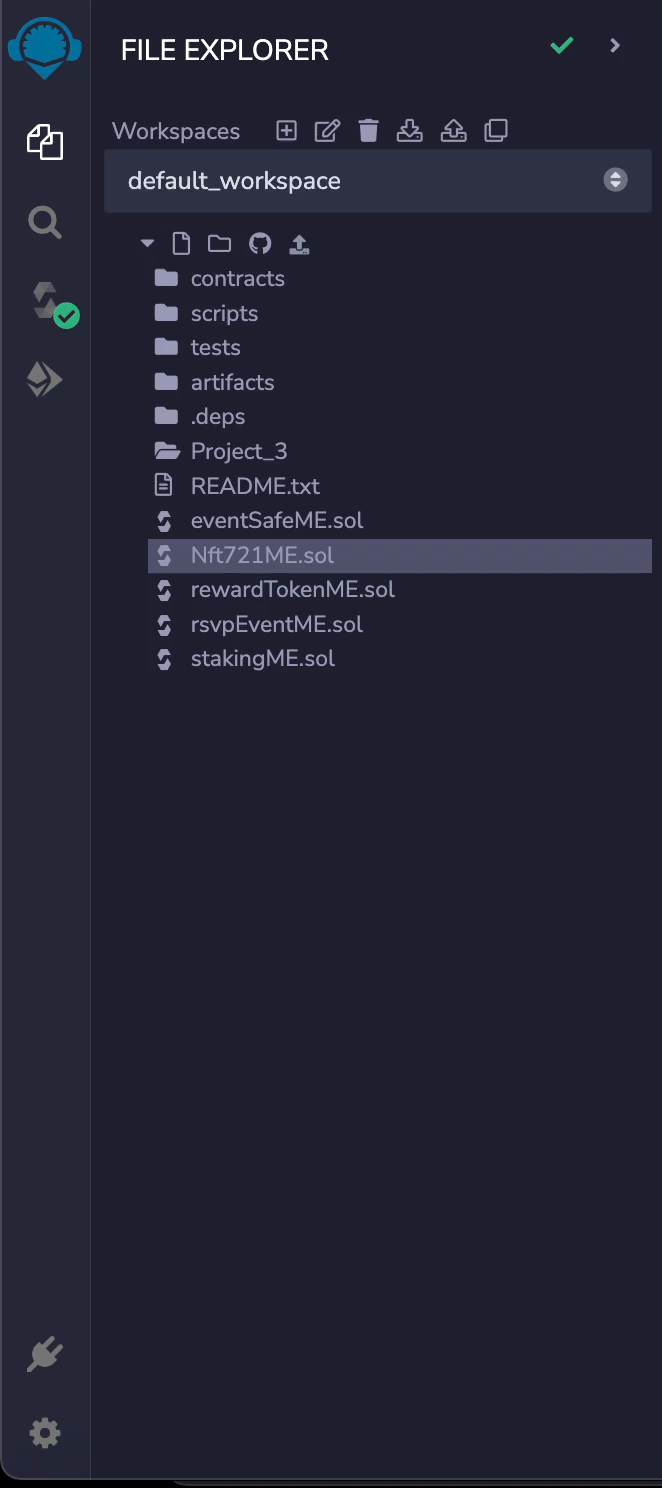 FILE EXPLORER
Workspaces
default_workspace
contracts
scripts
tests
artifacts
.deps
Project_3
README.txt
eventSafeME.sol
Nft721ME.sol
rewardTokenME.sol
rsvpEventME.sol
stakingME.sol